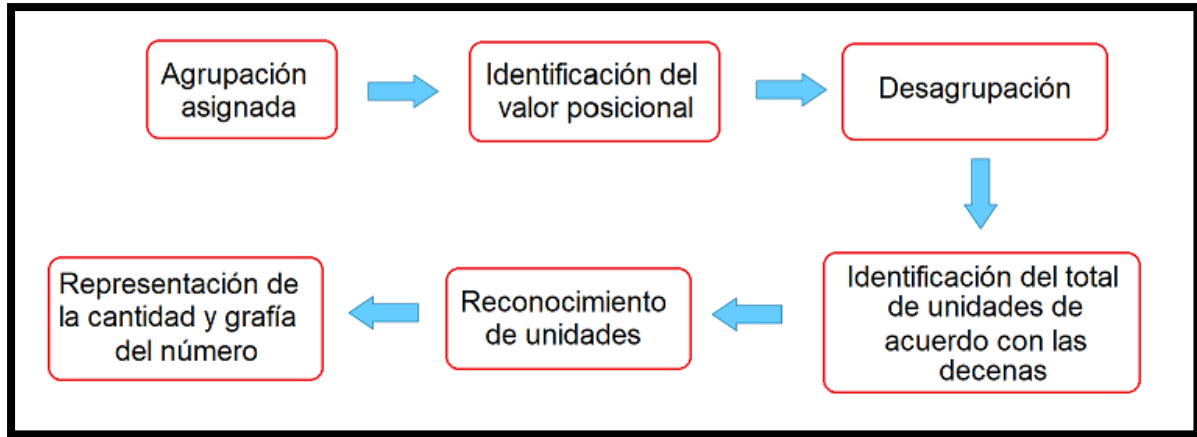 Agrupación
asignada
Identificación del
valor posicional
Desagrupación
Identificación del total
de unidades de
acuerdo con las
decenas
Reconocimiento
de unidades
Representación de
la cantidad y grafía
del número